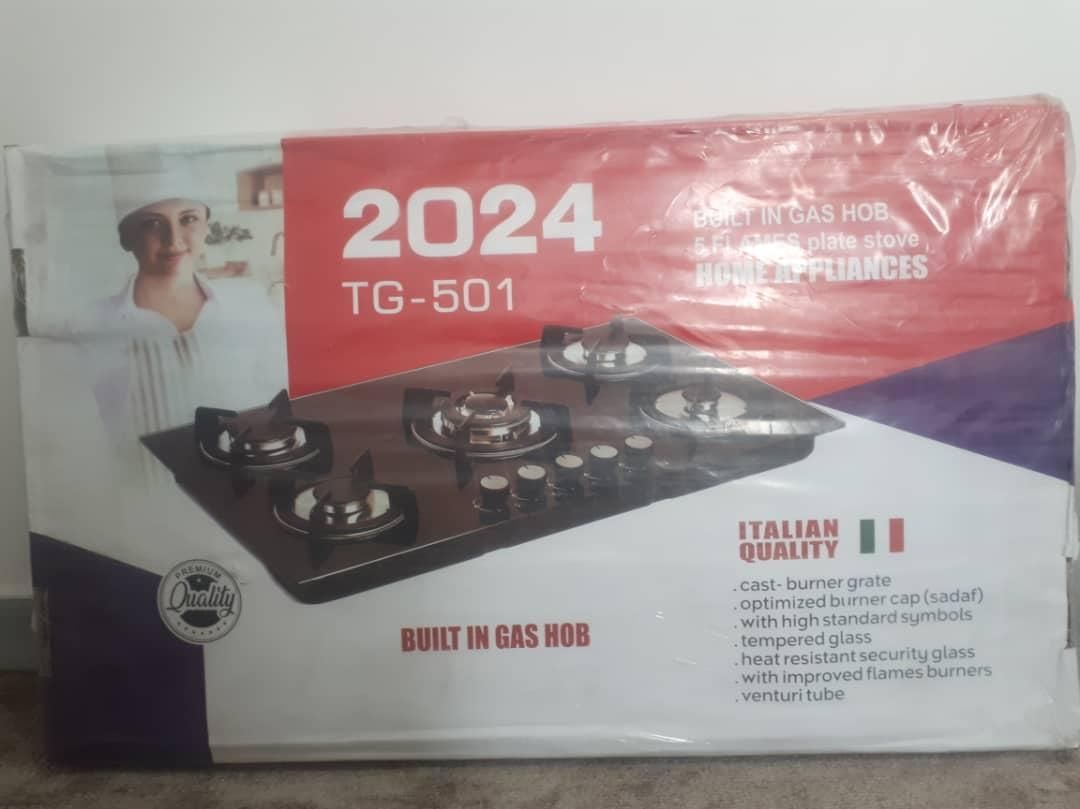 2024
TG-501
BUILT IN GAS HOB
5 FLAMES plate stove
HOME APPLIANCES
ITALIAN
QUALITY
.cast- burner grate
.optimized burner cap (sadaf)
.with high standard symbols
.tempered glass
.heat resistant security glass
.with improved flames burners
.venturi tube
PREMIUM
Quality
BUILT IN GAS HOB